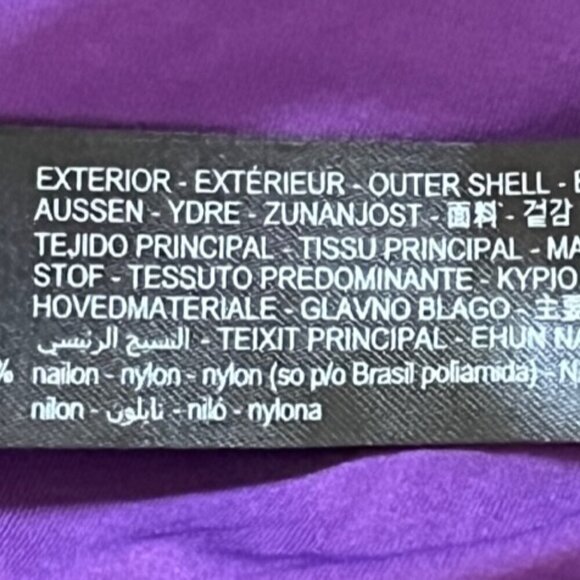 EXTERIOR - EXTÉRIEUR - OUTER SHELL -
AUSSEN - YDRE - ZUNANJOST - 面料 - 겉감
TEJIDO PRINCIPAL - TISSU PRINCIPAL - MA
STOF - TESSUTO PREDOMINANTE - KYPIO
HOVEDMATERIALE - GLAVNO BLAGO - 主要
النسيج الرئيسي - TEIXIT PRINCIPAL - EHUN NA
% nailon - nylon - nylon (so p/o Brasil poliamida) - N
nilon - نايلون - niló - nylona